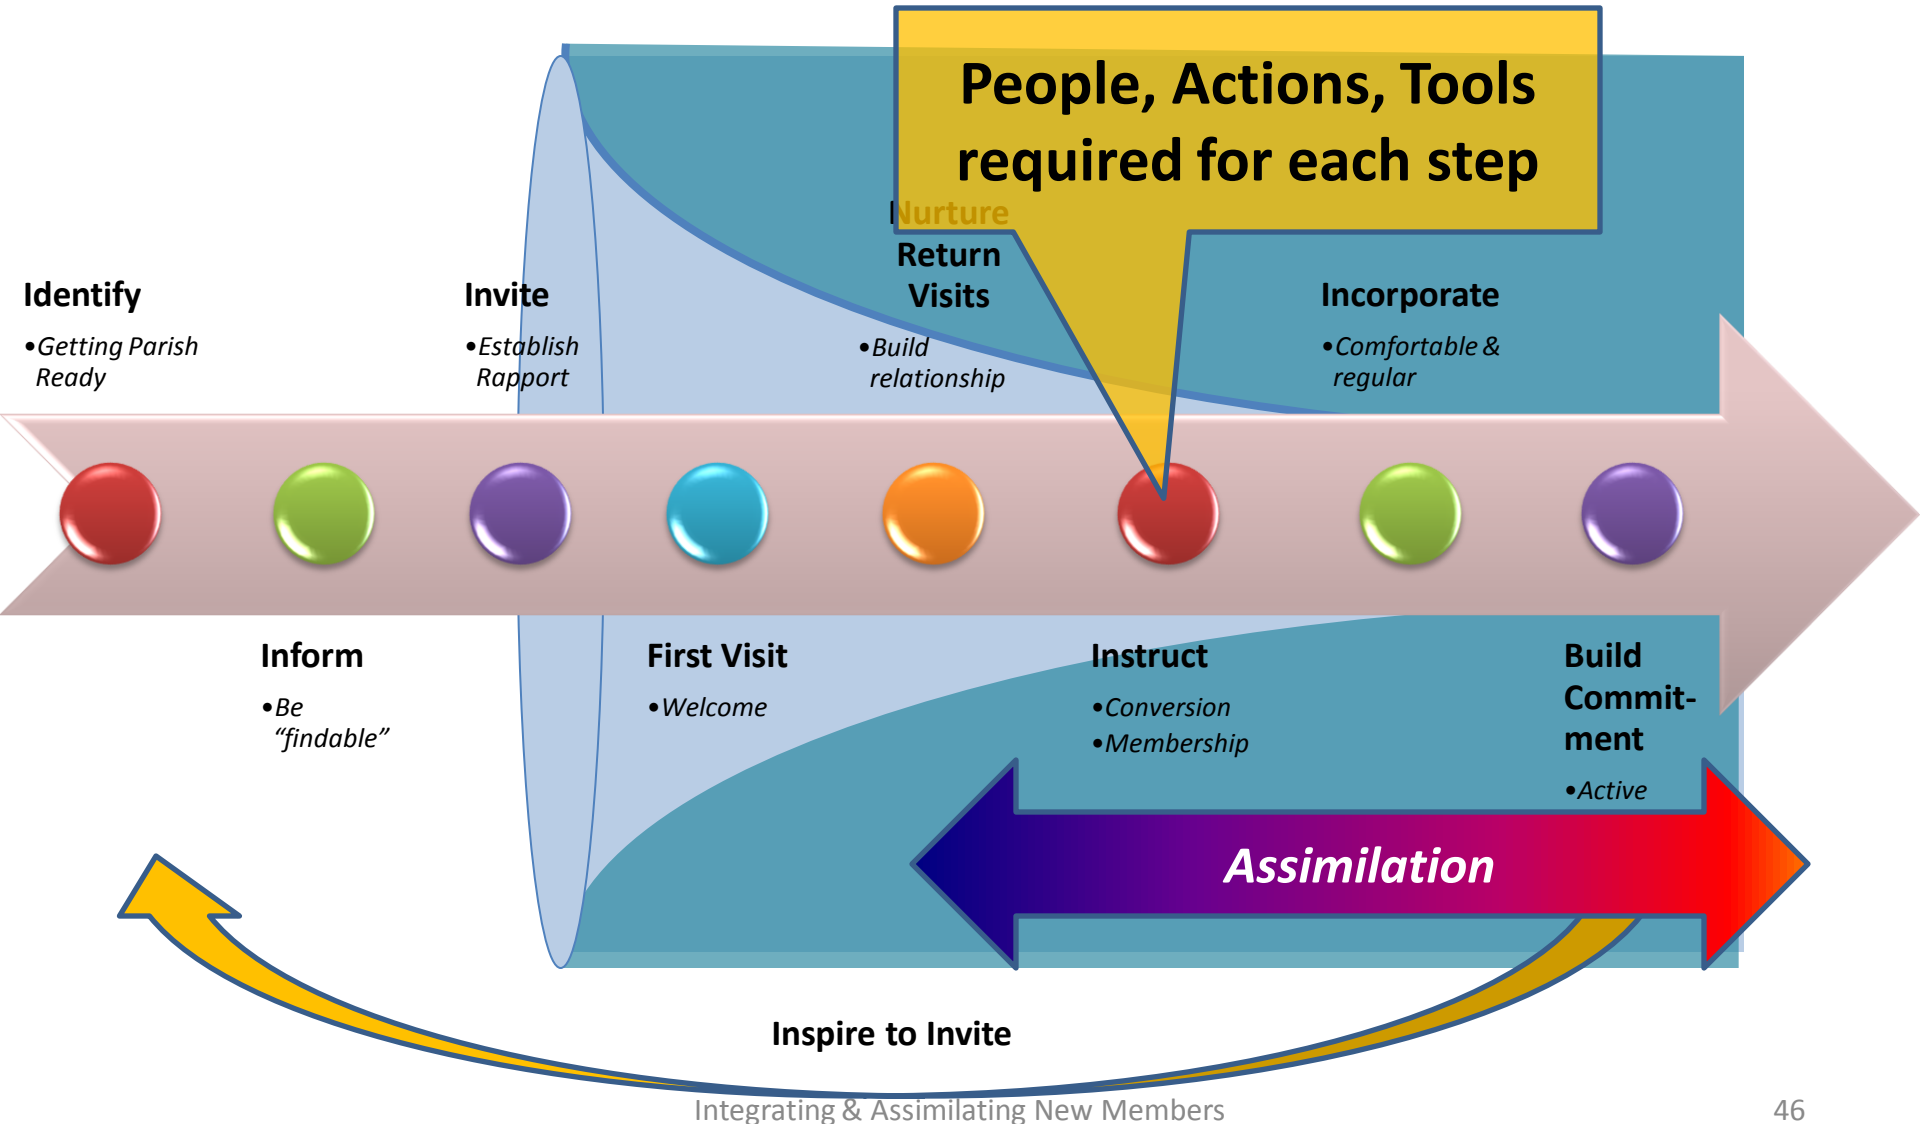 People, Actions, Tools
required for each step
Identify
•Getting Parish
Ready
Invite
•Establish
Rapport
Nurture
Return
Visits
•Build
relationship
Incorporate
•Comfortable &
regular
Inform
•Be
“findable”
First Visit
•Welcome
Instruct
•Conversion
•Membership
Build
Commit-
ment
•Active
Assimilation
Inspire to Invite
Integrating & Assimilating New Members
46